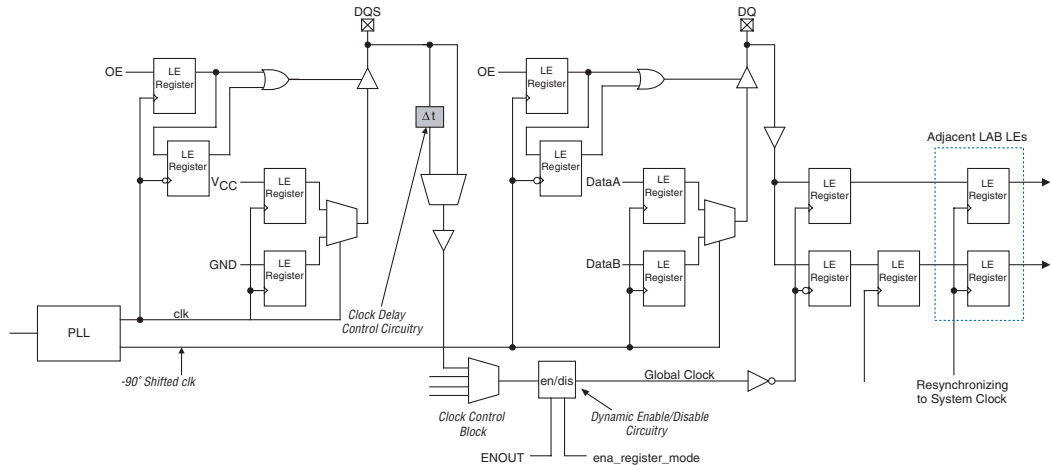 DQS
DQ
OE
LE
Register
OE
LE
Register
Δt
Adjacent LAB LEs
LE
Register
LE
Register
VCC
LE
Register
DataA
LE
Register
LE
Register
LE
Register
GND
LE
Register
DataB
LE
Register
LE
Register
LE
Register
LE
Register
PLL
clk
Clock Delay
Control Circuitry
-90° Shifted clk
en/dis
Global Clock
Clock Control
Block
Dynamic Enable/Disable
Circuitry
Resynchronizing
to System Clock
ENOUT
ena_register_mode